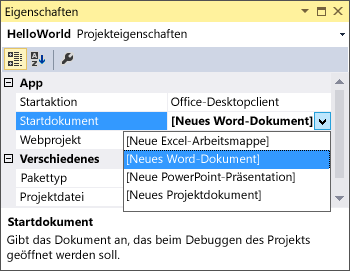 Eigenschaften
HelloWorld Projekteigenschaften
App
Startaktion Office-Desktopclient
Startdokument [Neues Word-Dokument]
Webprojekt [Neue Excel-Arbeitsmappe]
Verschiedenes [Neues Word-Dokument]
Pakettyp [Neue PowerPoint-Präsentation]
Projektdatei [Neues Projektdokument]
Startdokument
Gibt das Dokument an, das beim Debuggen des Projekts
geöffnet werden soll.